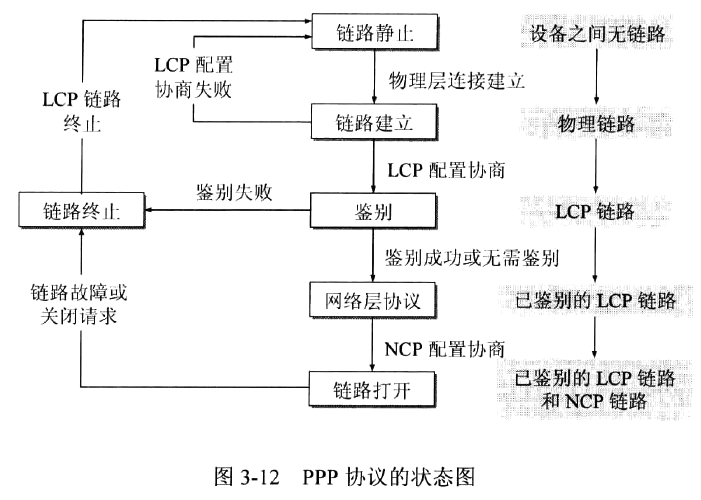 链路静止
设备之间无链路
LCP 配置
协商失败
物理层连接建立
LCP 链路
终止
链路建立
物理链路
LCP 配置协商
鉴别失败
链路终止
鉴别
LCP 链路
鉴别成功或无需鉴别
链路故障或
关闭请求
网络层协议
已鉴别的 LCP 链路
NCP 配置协商
链路打开
已鉴别的 LCP 链路
和 NCP 链路
图 3-12 PPP 协议的状态图